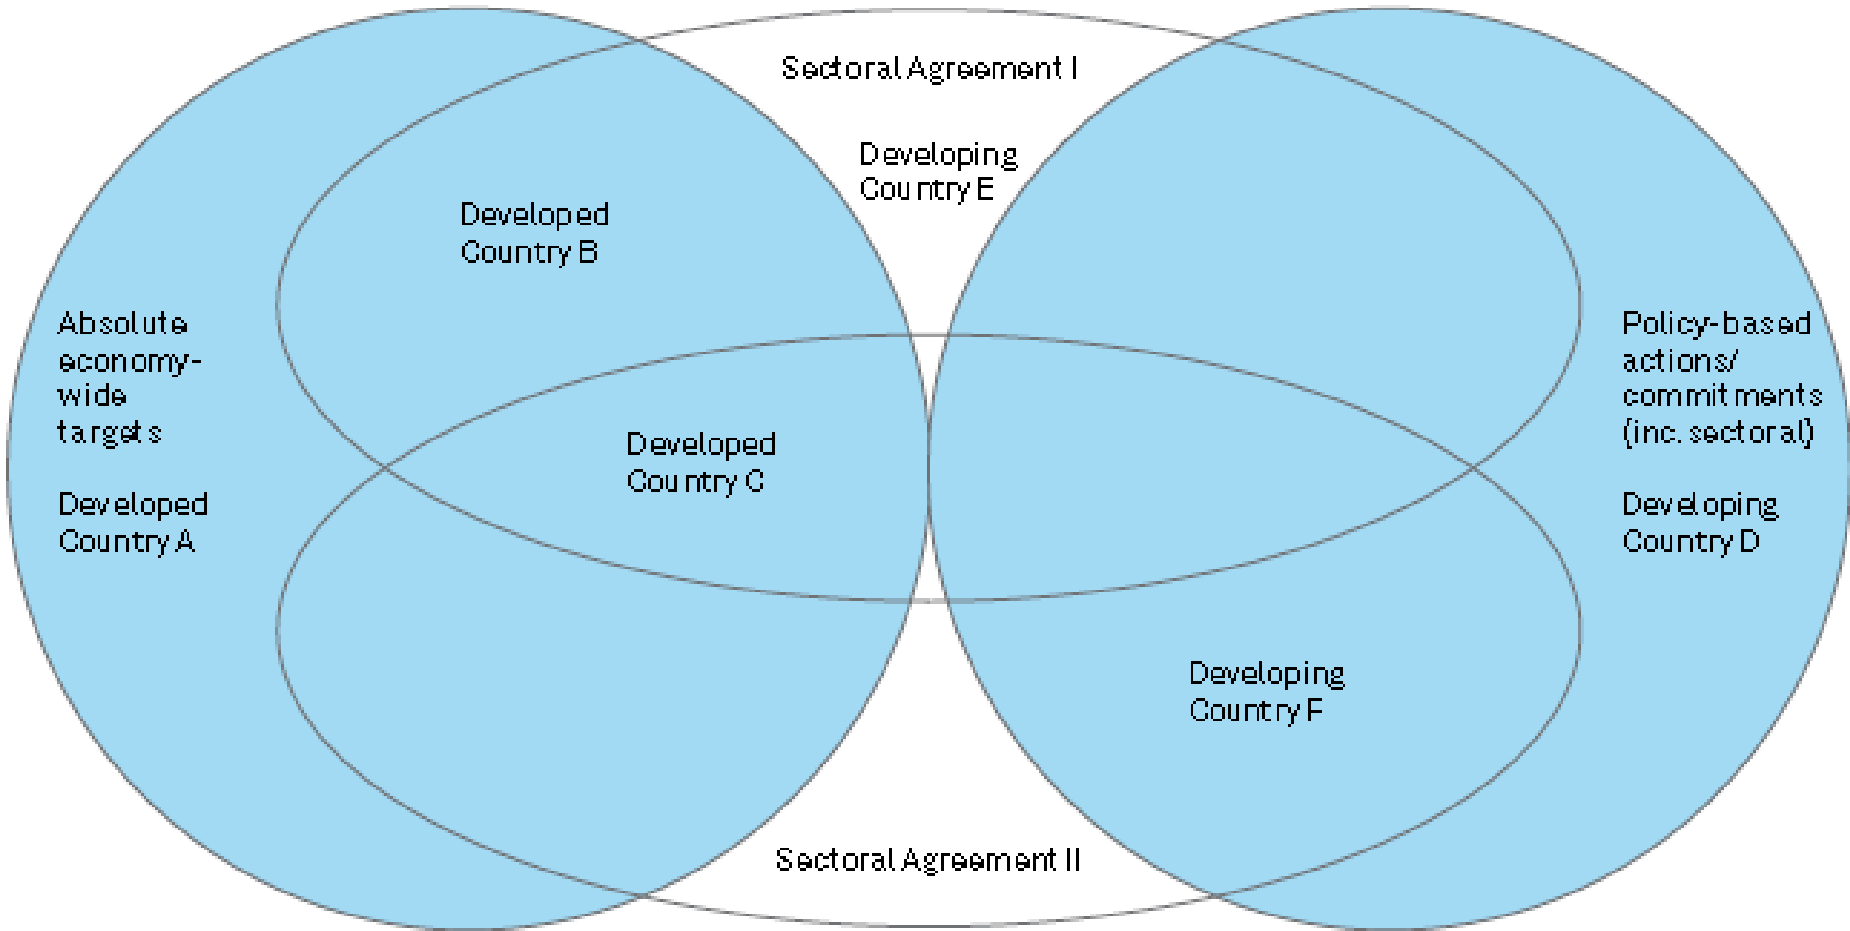 Sectoral Agreement I
Developing
Country E
Developed
Country B
Absolute
economy-
wide
targets
Developed
Country A
Developed
Country C
Policy-based
actions/
commitments
(inc. sectoral)
Developing
Country D
Developing
Country F
Sectoral Agreement II